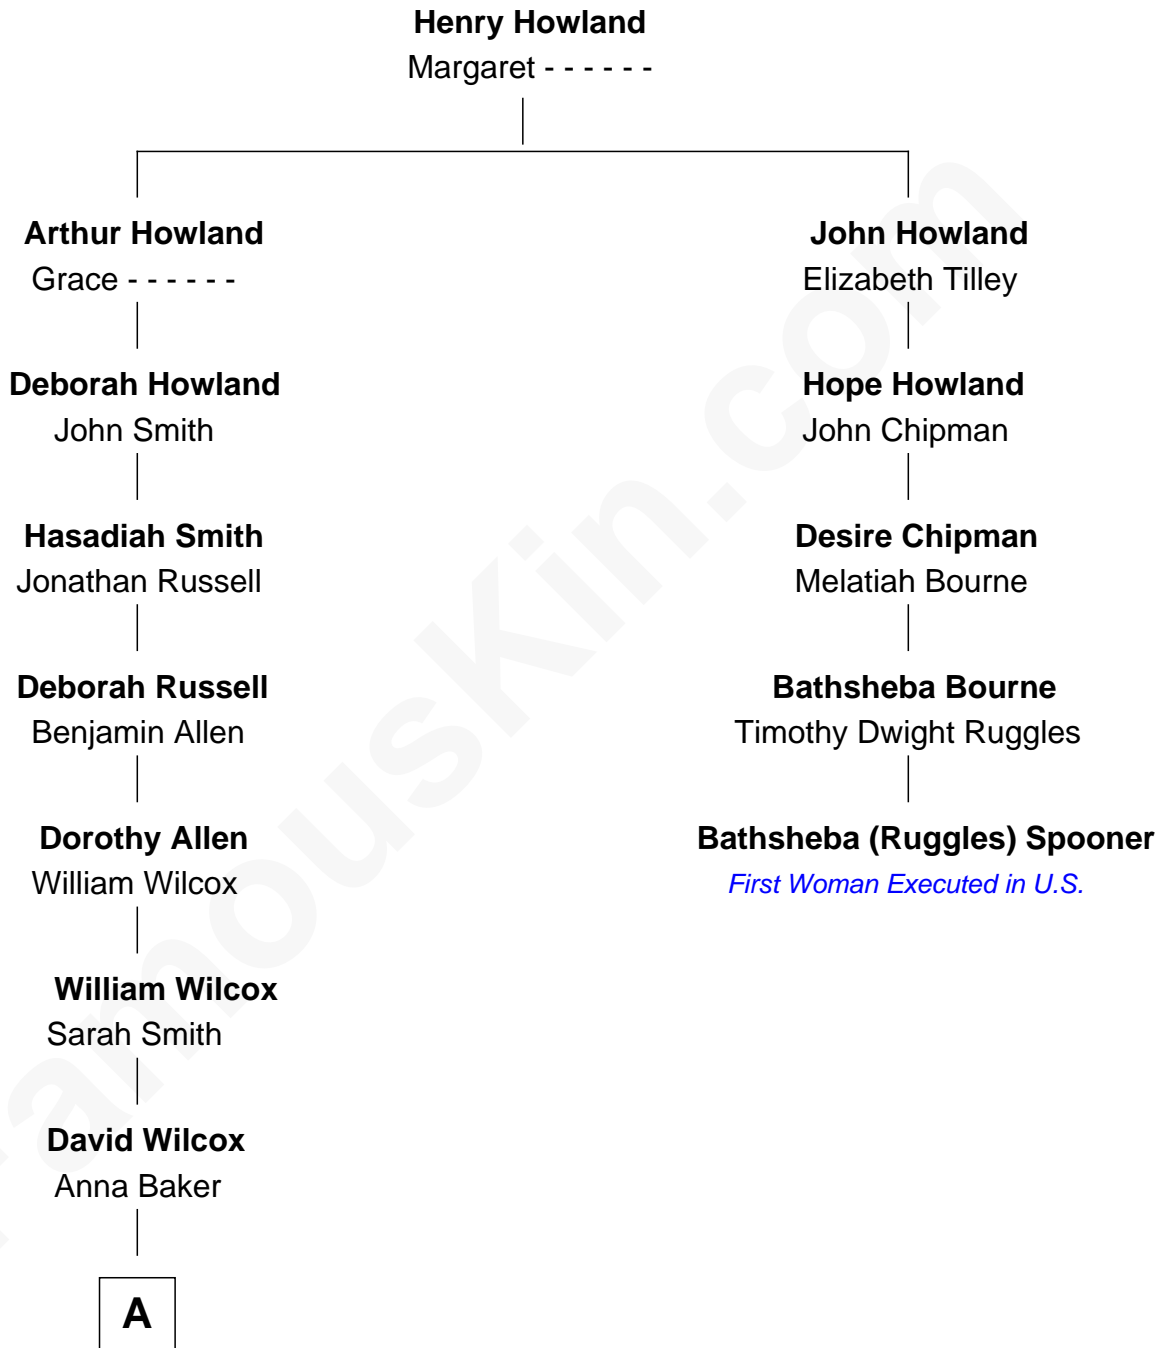 Henry Howland
Margaret - - - - - -
Arthur Howland
Grace - - - - - -
John Howland
Elizabeth Tilley
Deborah Howland
John Smith
Hope Howland
John Chipman
Hasadiah Smith
Jonathan Russell
Desire Chipman
Melatiah Bourne
Deborah Russell
Benjamin Allen
Bathsheba Bourne
Timothy Dwight Ruggles
Dorothy Allen
William Wilcox
Bathsheba (Ruggles) Spooner
First Woman Executed in U.S.
William Wilcox
Sarah Smith
David Wilcox
Anna Baker
A
FamousKin.com